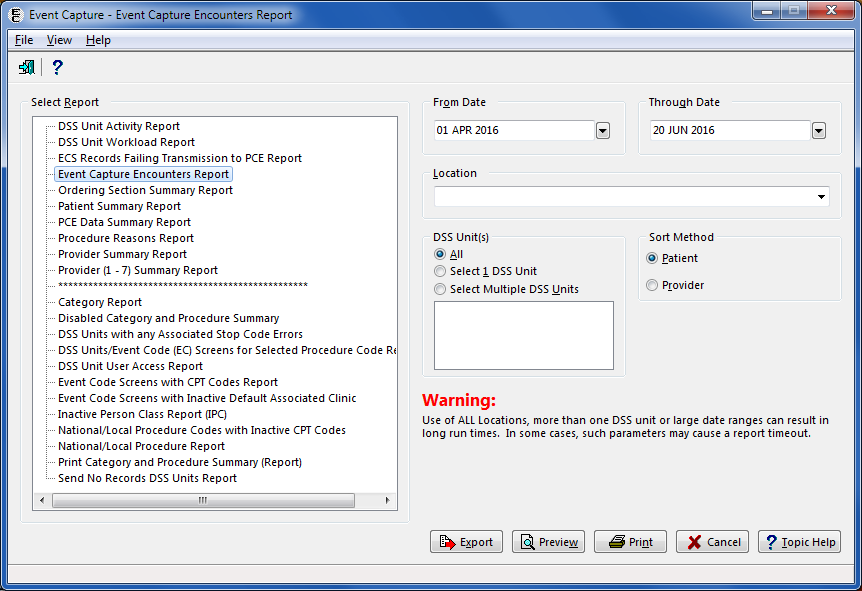 Event Capture - Event Capture Encounters Report
File View Help
Select Report
DSS Unit Activity Report
DSS Unit Workload Report
ECS Records Failing Transmission to PCE Report
Event Capture Encounters Report
Ordering Section Summary Report
Patient Summary Report
PCE Data Summary Report
Procedure Reasons Report
Provider Summary Report
Provider (1 - 7) Summary Report
**************************************************
Category Report
Disabled Category and Procedure Summary
DSS Units with any Associated Stop Code Errors
DSS Units/Event Code (EC) Screens for Selected Procedure Code Re
DSS Unit User Access Report
Event Code Screens with CPT Codes Report
Event Code Screens with Inactive Default Associated Clinic
Inactive Person Class Report (IPC)
National/Local Procedure Codes with Inactive CPT Codes
National/Local Procedure Report
Print Category and Procedure Summary (Report)
Send No Records DSS Units Report
From Date
01 APR 2016
Through Date
20 JUN 2016
Location
DSS Unit(s)
All
Select 1 DSS Unit
Select Multiple DSS Units
Sort Method
Patient
Provider
Warning:
Use of ALL Locations, more than one DSS unit or large date ranges can result in
long run times. In some cases, such parameters may cause a report timeout.
Export Preview Print Cancel Topic Help